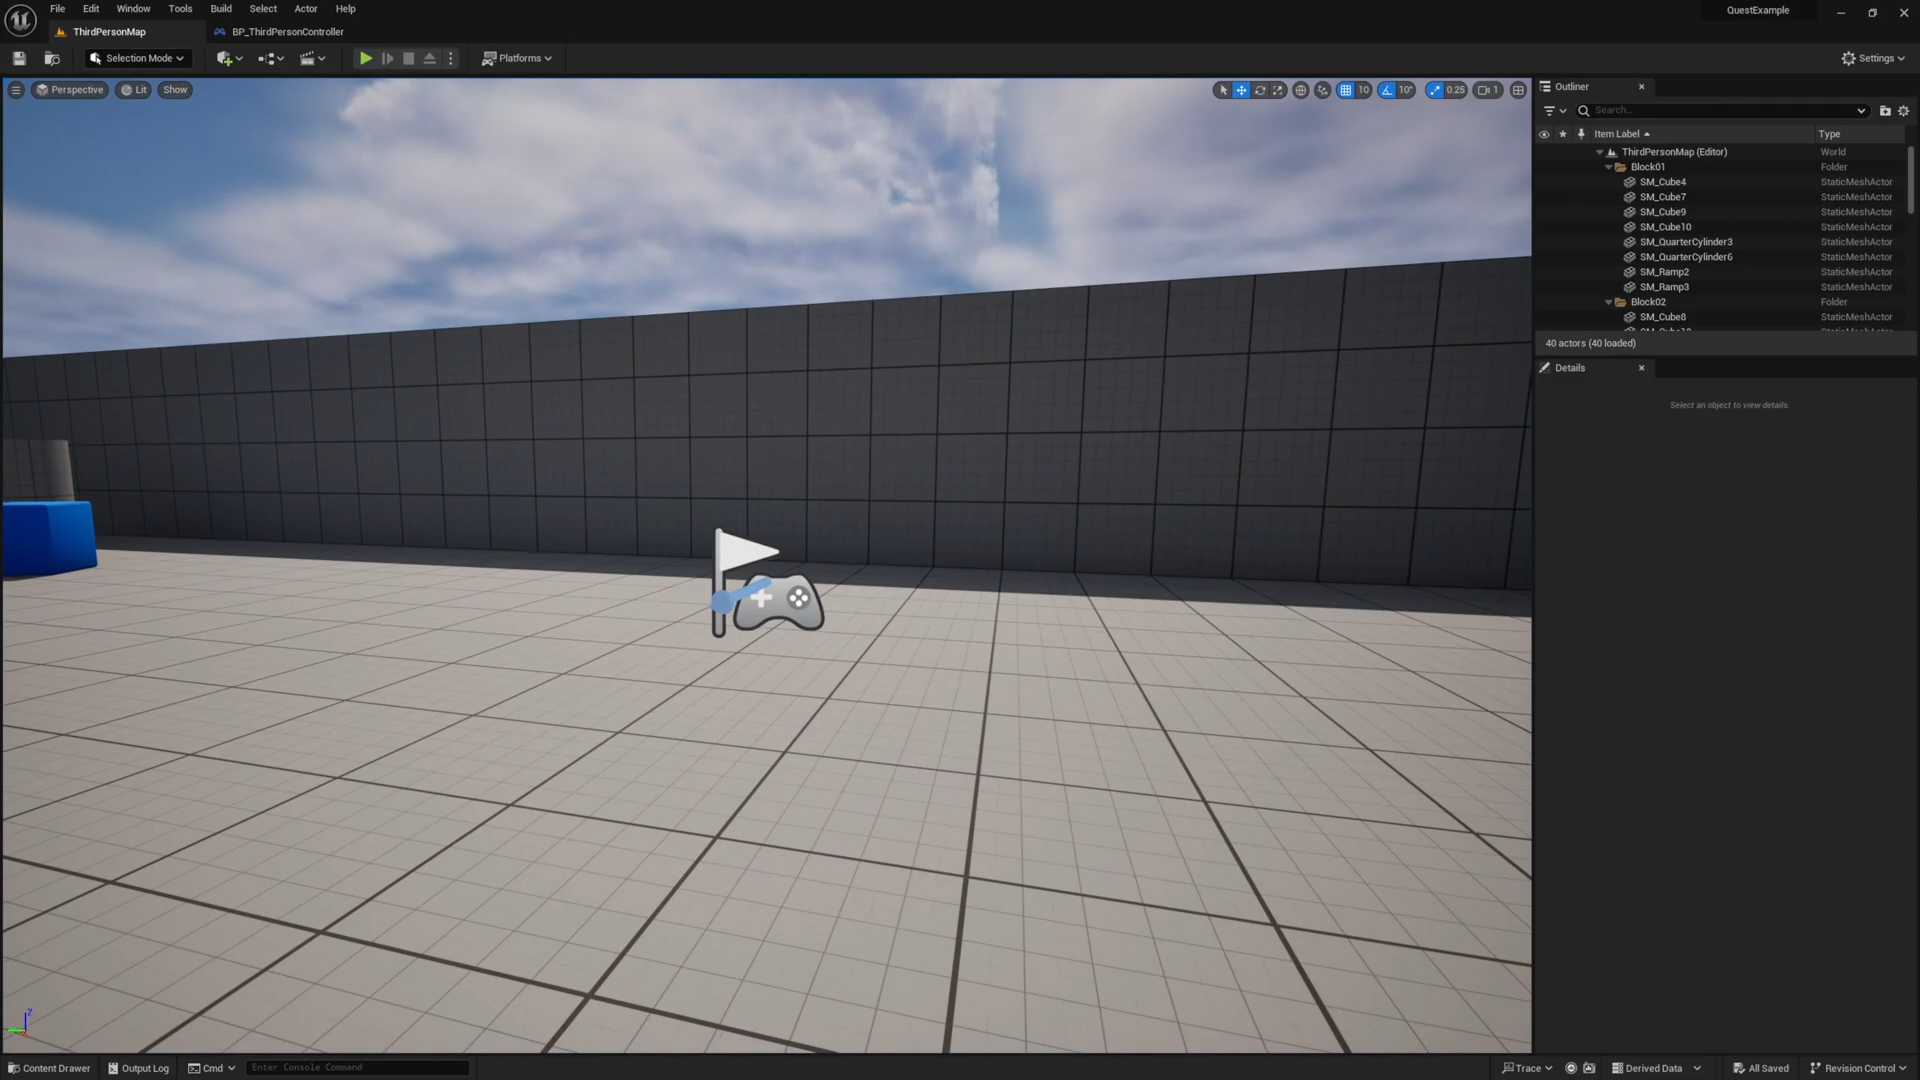 File Edit Window Tools Build Select Actor Help
QuestExample
ThirdPersonMap
BP_ThirdPersonController
Selection Mode
Platforms
Settings
Perspective
Lit
Show
10
10°
0.25
1
Outliner
Search...
Item Label
Type
ThirdPersonMap (Editor) World
Block01 Folder
SM_Cube4 StaticMeshActor
SM_Cube7 StaticMeshActor
SM_Cube9 StaticMeshActor
SM_Cube10 StaticMeshActor
SM_QuarterCylinder3 StaticMeshActor
SM_QuarterCylinder6 StaticMeshActor
SM_Ramp2 StaticMeshActor
SM_Ramp3 StaticMeshActor
Block02 Folder
SM_Cube8 StaticMeshActor
40 actors (40 loaded)
Details
Select an object to view details.
Z
Content Drawer
Output Log
Cmd
Enter Console Command
Trace
Derived Data
All Saved
Revision Control